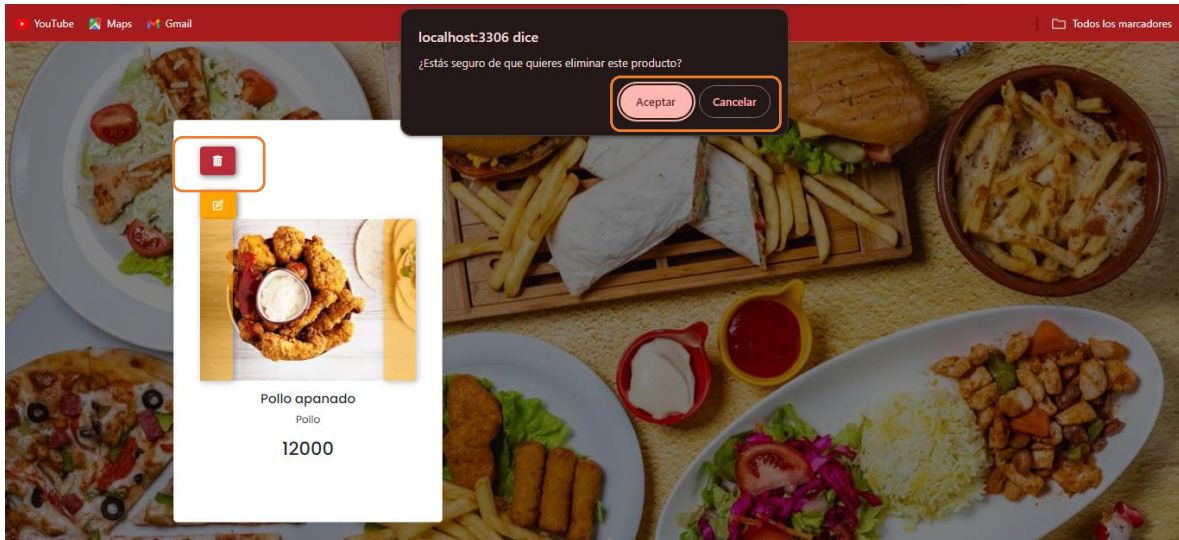 YouTube
Maps
Gmail
Todos los marcadores
localhost:3306 dice
¿Estás seguro de que quieres eliminar este producto?
Aceptar
Cancelar
Pollo apanado
Pollo
12000